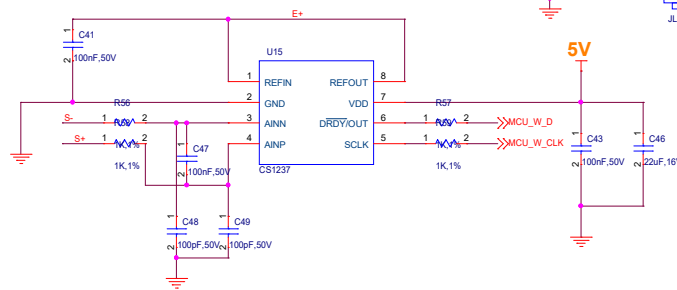 E+
JL
C41
100nF,50V
U15
5V
1 REFIN REFOUT 8
2 GND VDD 7
3 AINN DRDY/OUT 6
4 AINP SCLK 5
CS1237
R56
S-
1 2
S+
1 2
1K,1%
R57
1 2
MCU_W_D
1 2
MCU_W_CLK
1K,1%
C47
100nF,50V
C43
100nF,50V
C46
22uF,16V
C48
100pF,50V
C49
100pF,50V